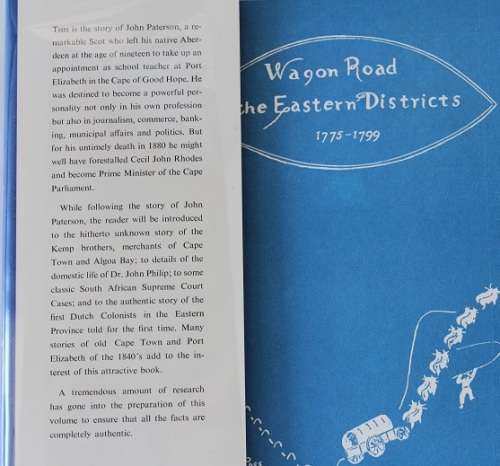 THIS is the story of John Paterson, a re-
markable Scot who left his native Aber-
deen at the age of nineteen to take up an
appointment as school teacher at Port
Elizabeth in the Cape of Good Hope. He
was destined to become a powerful per-
sonality not only in his own profession
but also in journalism, commerce, bank-
ing, municipal affairs and politics. But
for his untimely death in 1880 he might
well have forestalled Cecil John Rhodes
and become Prime Minister of the Cape
Parliament.
While following the story of John
Paterson, the reader will be introduced
to the hitherto unknown story of the
Kemp brothers, merchants of Cape
Town and Algoa Bay; to details of the
domestic life of Dr. John Philip; to some
classic South African Supreme Court
Cases; and to the authentic story of the
first Dutch Colonists in the Eastern
Province told for the first time. Many
stories of old Cape Town and Port
Elizabeth of the 1840's add to the in-
terest of this attractive book.
A tremendous amount of research
has gone into the preparation of this
volume to ensure that all the facts are
completely authentic.
Wagon Road
the Eastern Districts
1775-1799
Pass